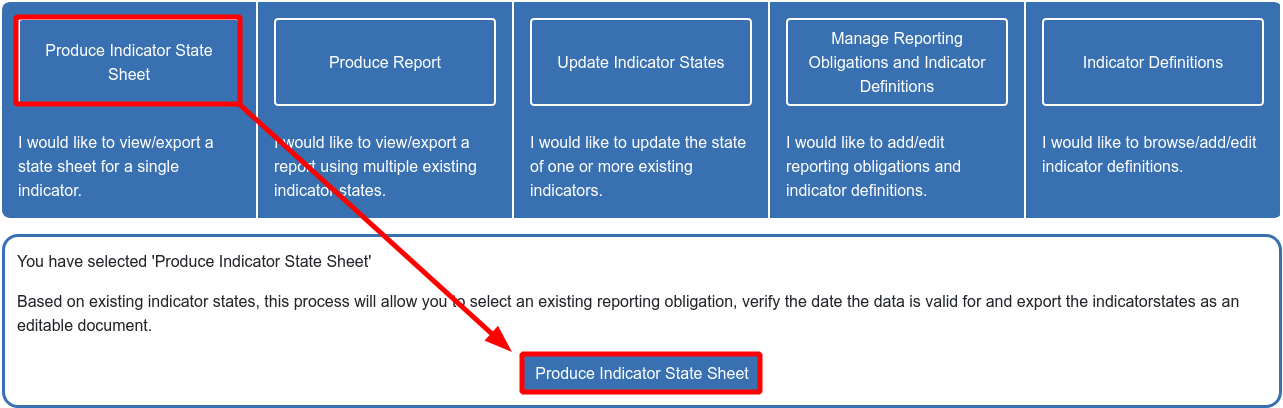 Produce Indicator State
Sheet
I would like to view/export a
state sheet for a single
indicator.
Produce Report
I would like to view/export a
report using multiple existing
indicator states.
Update Indicator States
I would like to update the state
of one or more existing
indicators.
Manage Reporting
Obligations and Indicator
Definitions
I would like to add/edit
reporting obligations and
indicator definitions.
Indicator Definitions
I would like to browse/add/edit
indicator definitions.
You have selected 'Produce Indicator State Sheet'
Based on existing indicator states, this process will allow you to select an existing reporting obligation, verify the date the data is valid for and export the indicatorstates as an
editable document.
Produce Indicator State Sheet